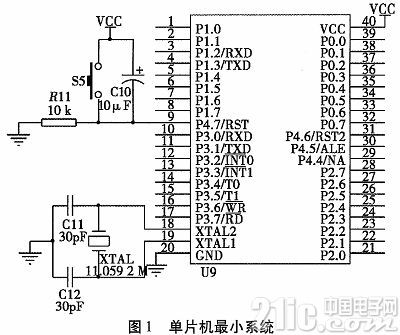 VCC
S5
C10
10μF
R11
10 k
C11
30pF
XTAL
11.059 2 M
C12
30pF
1 P1.0
2 P1.1
3 P1.2/RXD
4 P1.3/TXD
5 P1.4
6 P1.5
7 P1.6
8 P1.7
9 P4.7/RST
10 P3.0/RXD
11 P3.1/TXD
12 P3.2/INT0
13 P3.3/INT1
14 P3.4/T0
15 P3.5/T1
16 P3.6/WR
17 P3.7/RD
18 XTAL2
19 XTAL1
20 GND
VCC
VCC 40
P0.0 39
P0.1 38
P0.2 37
P0.3 36
P0.4 35
P0.5 34
P0.6 33
P0.7 32
P4.6/RST2 31
P4.5/ALE 30
P4.4/NA 29
P2.7 28
P2.6 27
P2.5 26
P2.4 25
P2.3 24
P2.2 23
P2.1 22
P2.0 21
U9
图1 单片机最小系统
21ic 中国电子网